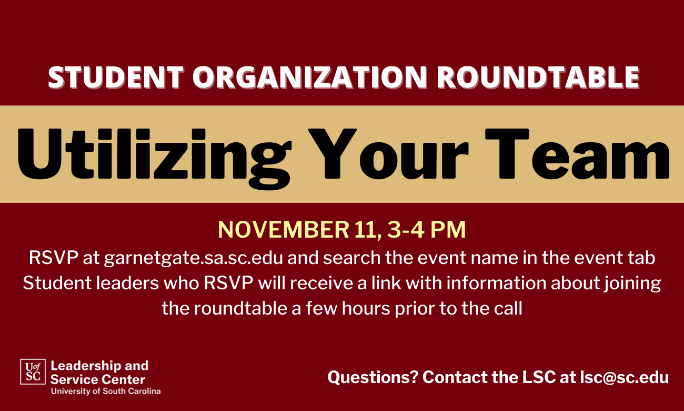 STUDENT ORGANIZATION ROUNDTABLE
Utilizing Your Team
NOVEMBER 11, 3-4 PM
RSVP at garnetgate.sa.sc.edu and search the event name in the event tab
Student leaders who RSVP will receive a link with information about joining
the roundtable a few hours prior to the call
UofSC
Leadership and
Service Center
University of South Carolina
Questions? Contact the LSC at lsc@sc.edu